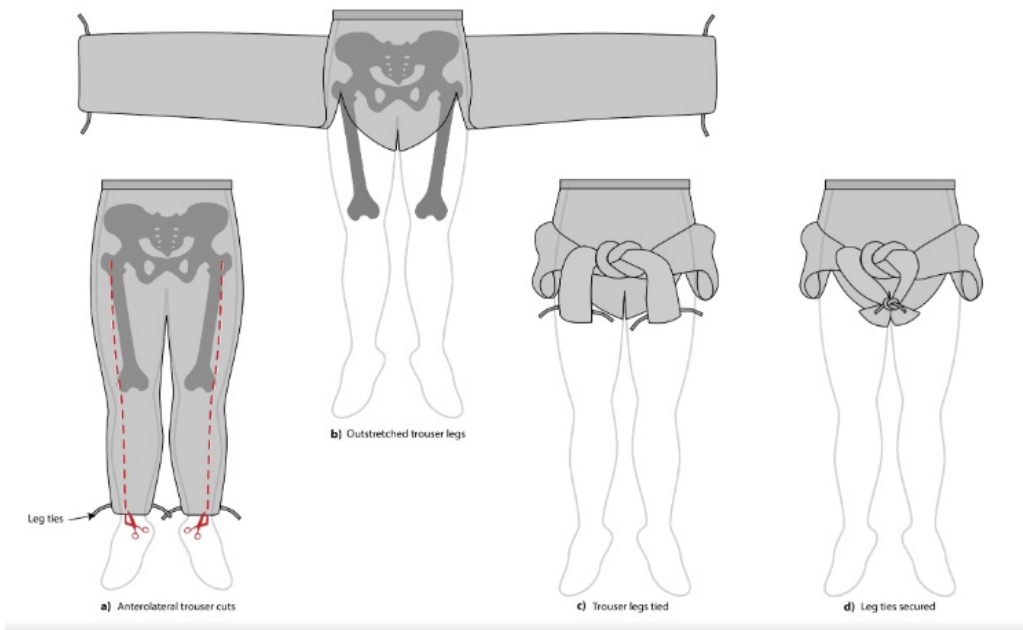 b) Outstretched trouser legs
Leg ties
a) Anterolateral trouser cuts
c) Trouser legs tied
d) Leg ties secured